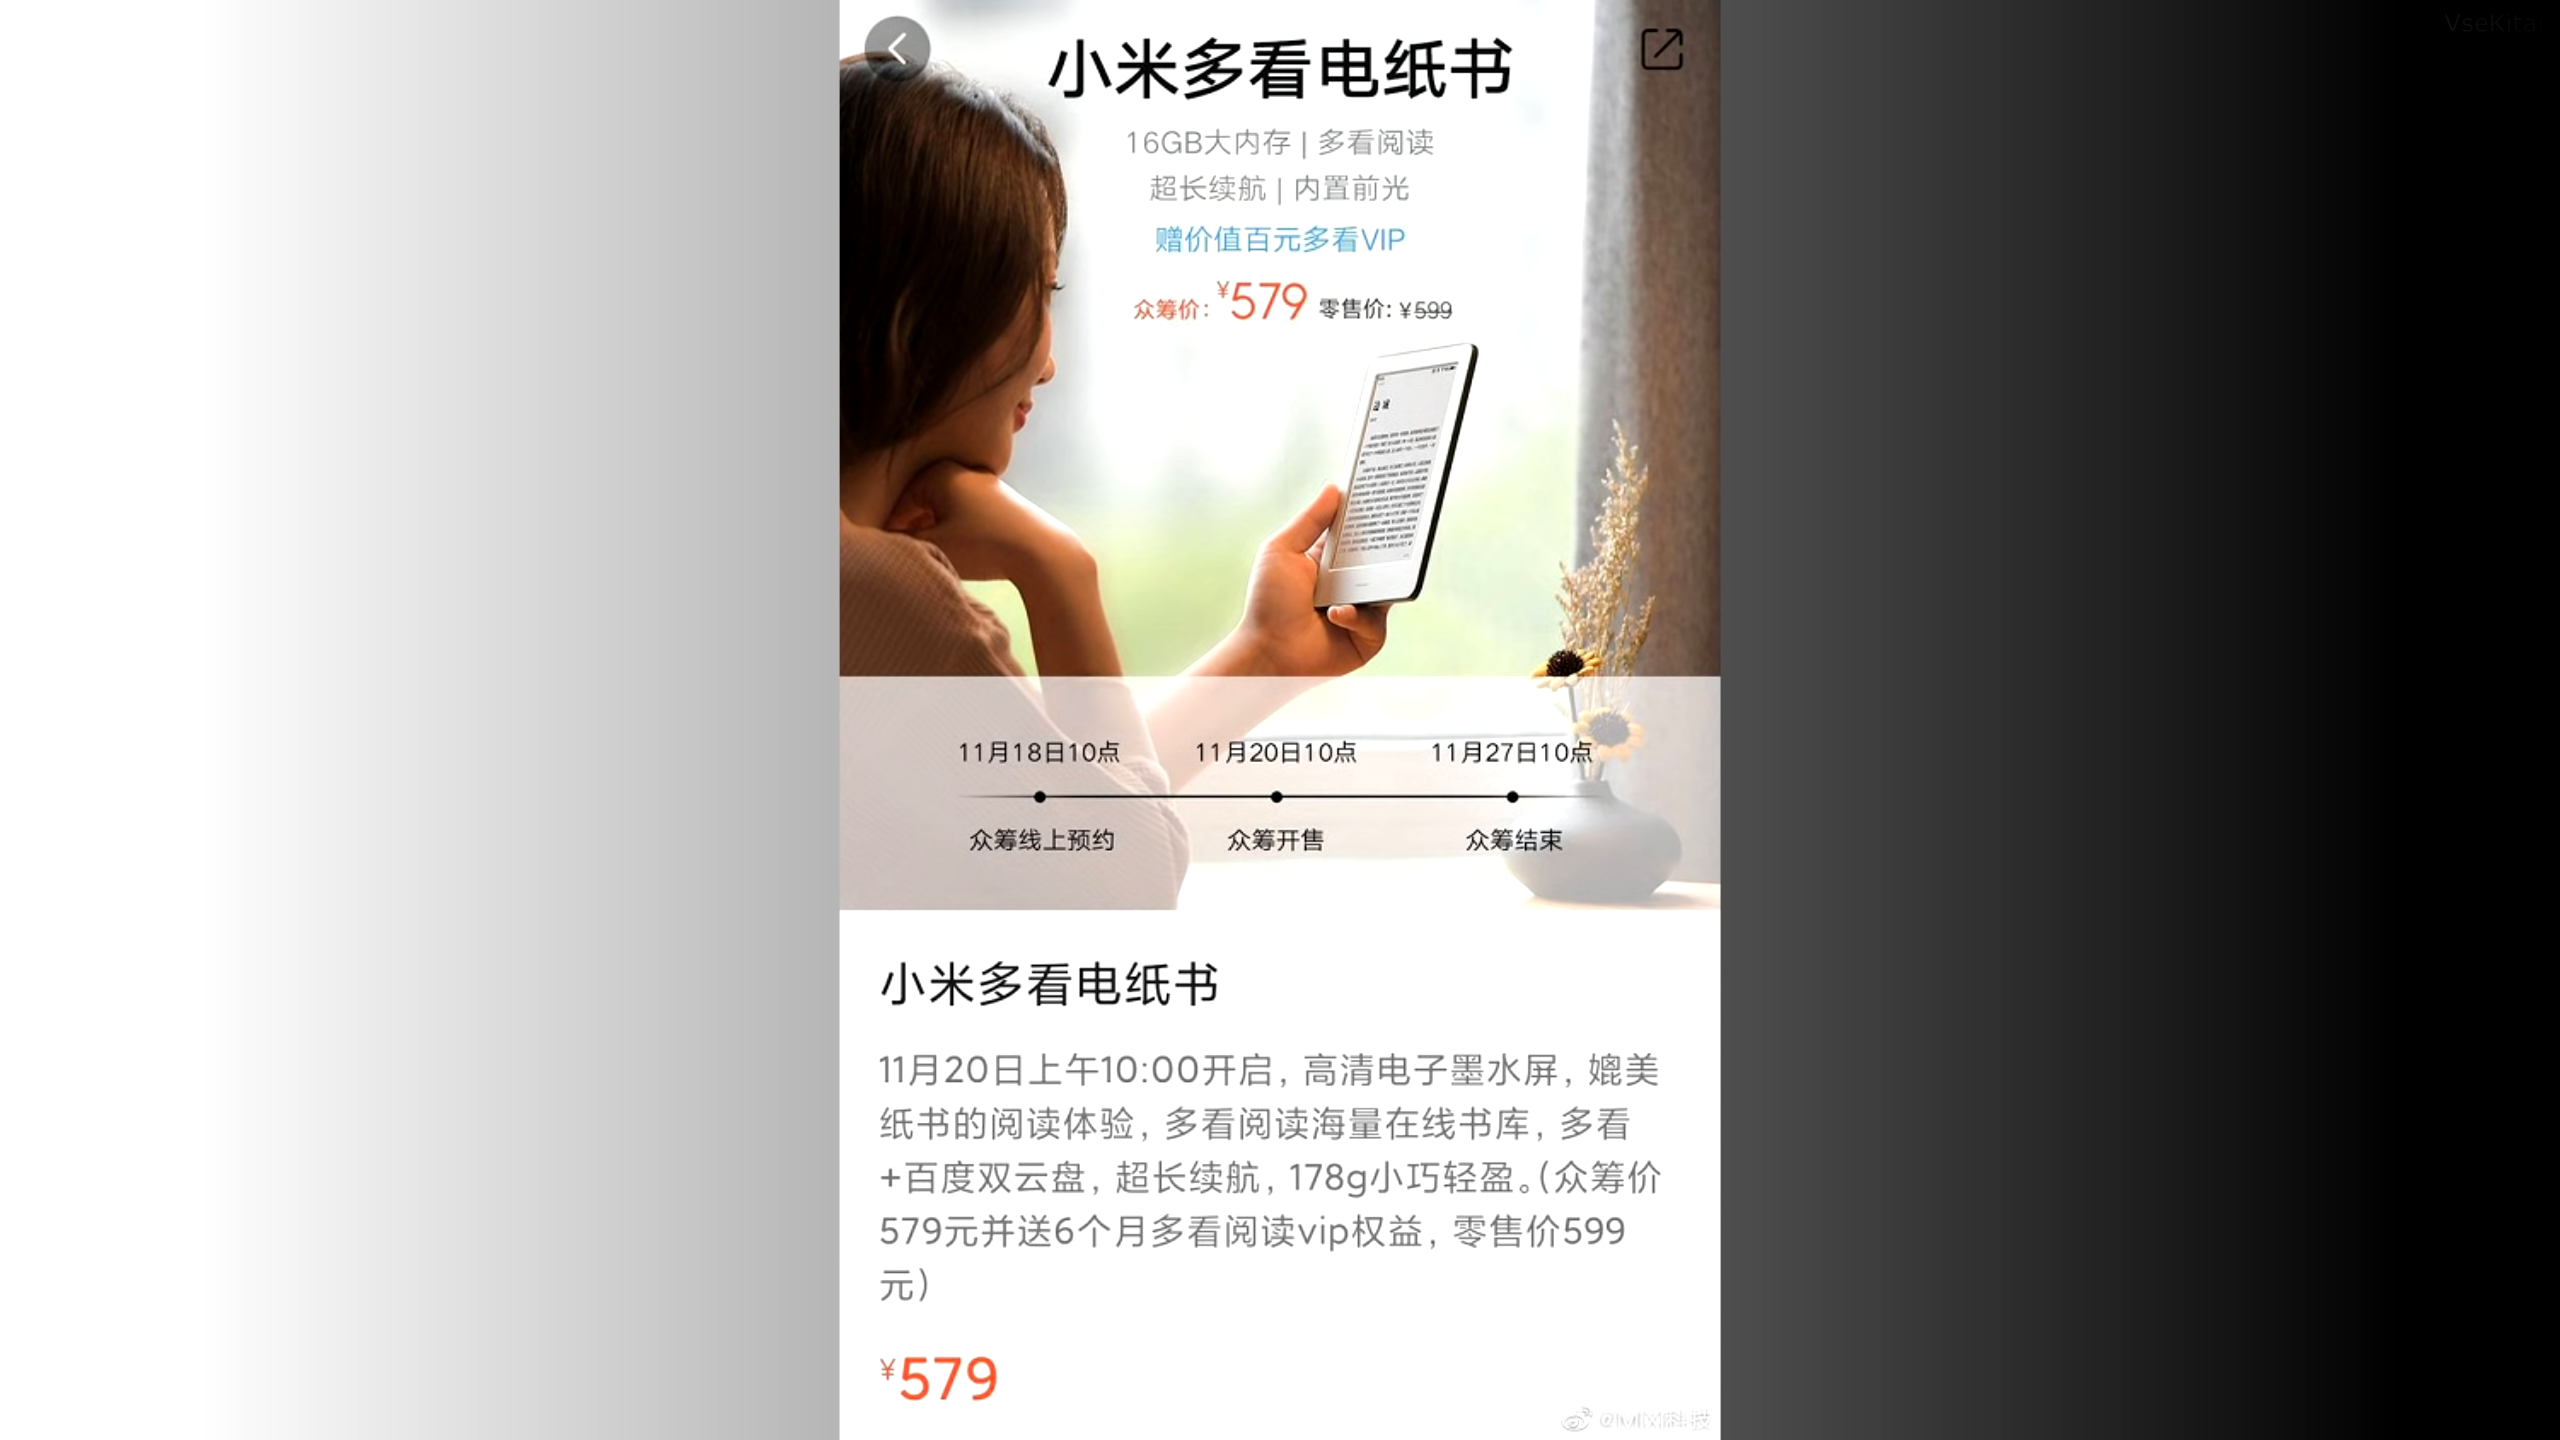 小米多看电纸书
16GB大内存 | 多看阅读
超长续航 | 内置前光
赠价值百元多看VIP
众筹价: ¥579 零售价: ¥599
11月18日10点 11月20日10点 11月27日10点
众筹线上预约 众筹开售 众筹结束
小米多看电纸书
11月20日上午10:00开启, 高清电子墨水屏, 媲美
纸书的阅读体验, 多看阅读海量在线书库, 多看
+百度双云盘, 超长续航, 178g小巧轻盈。(众筹价
579元并送6个月多看阅读vip权益, 零售价599
元)
¥579